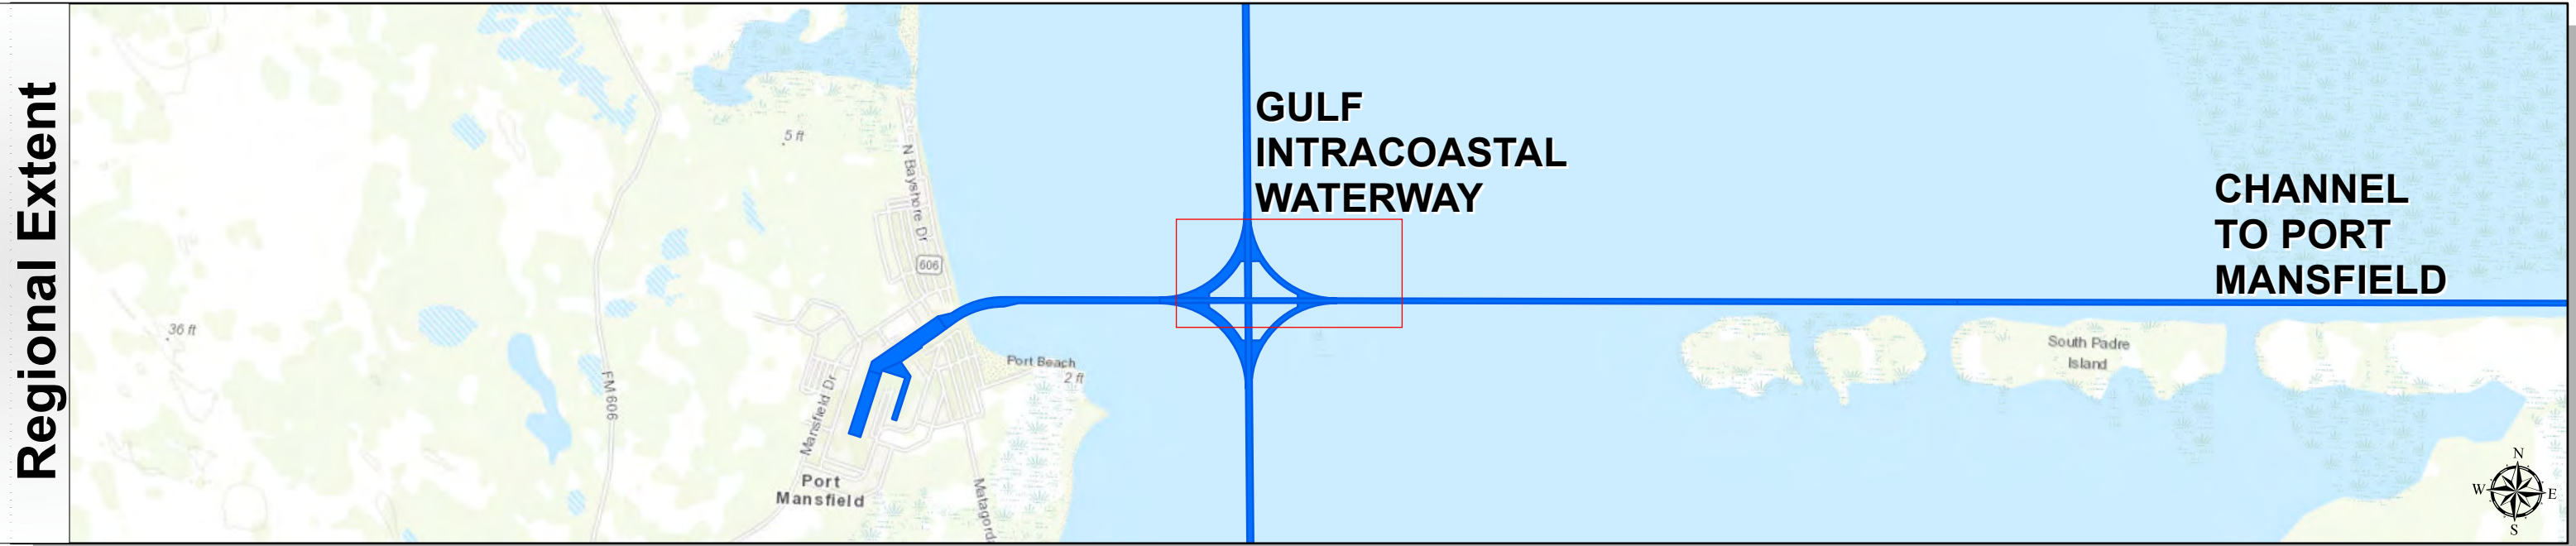 Regional Extent
GULF
INTRACOASTAL
WATERWAY
CHANNEL
TO PORT
MANSFIELD
5 ft
N Bayshore Dr
606
36 ft
FM 606
Mansfield Dr
Port Beach
2 ft
South Padre
Island
Port
Mansfield
Matagord
N
W
E
S